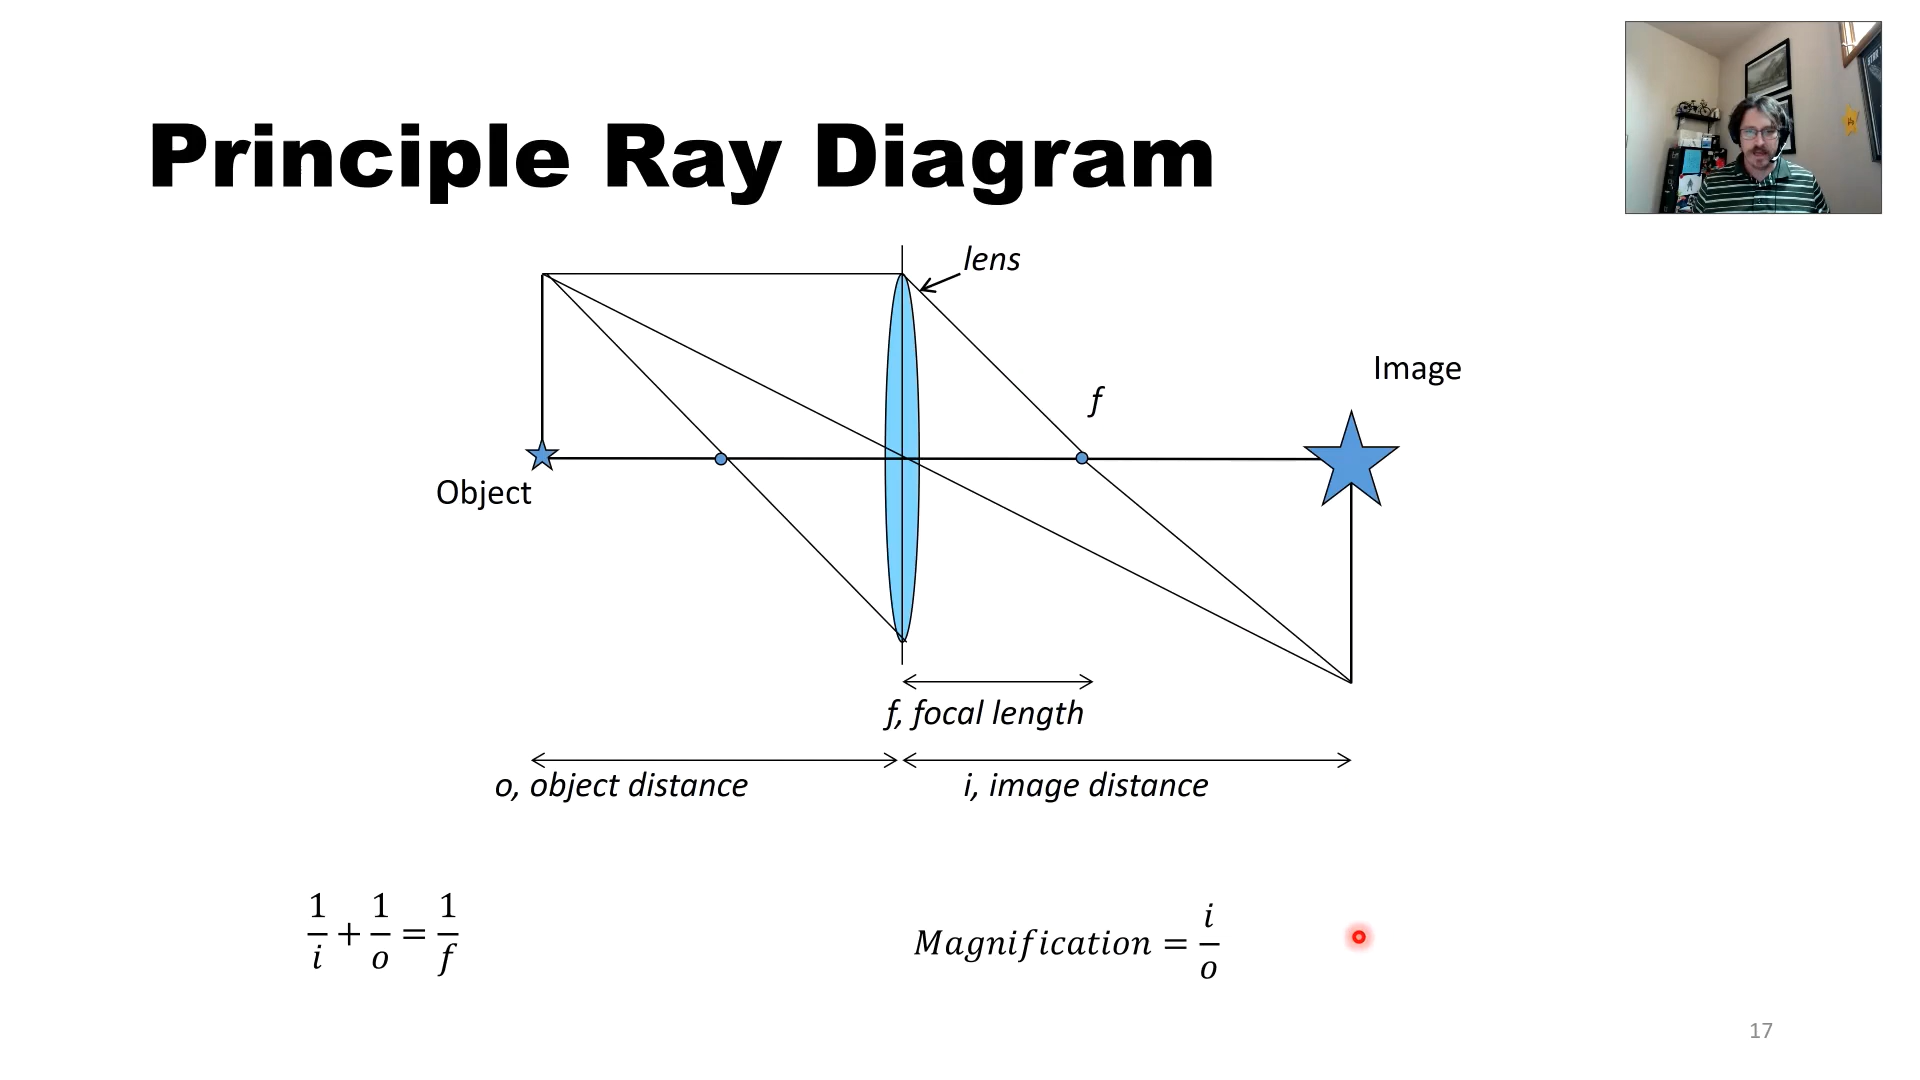 Principle Ray Diagram
lens
Image
f
Object
f, focal length
o, object distance
i, image distance
1/i + 1/o = 1/f
Magnification = i/o
17